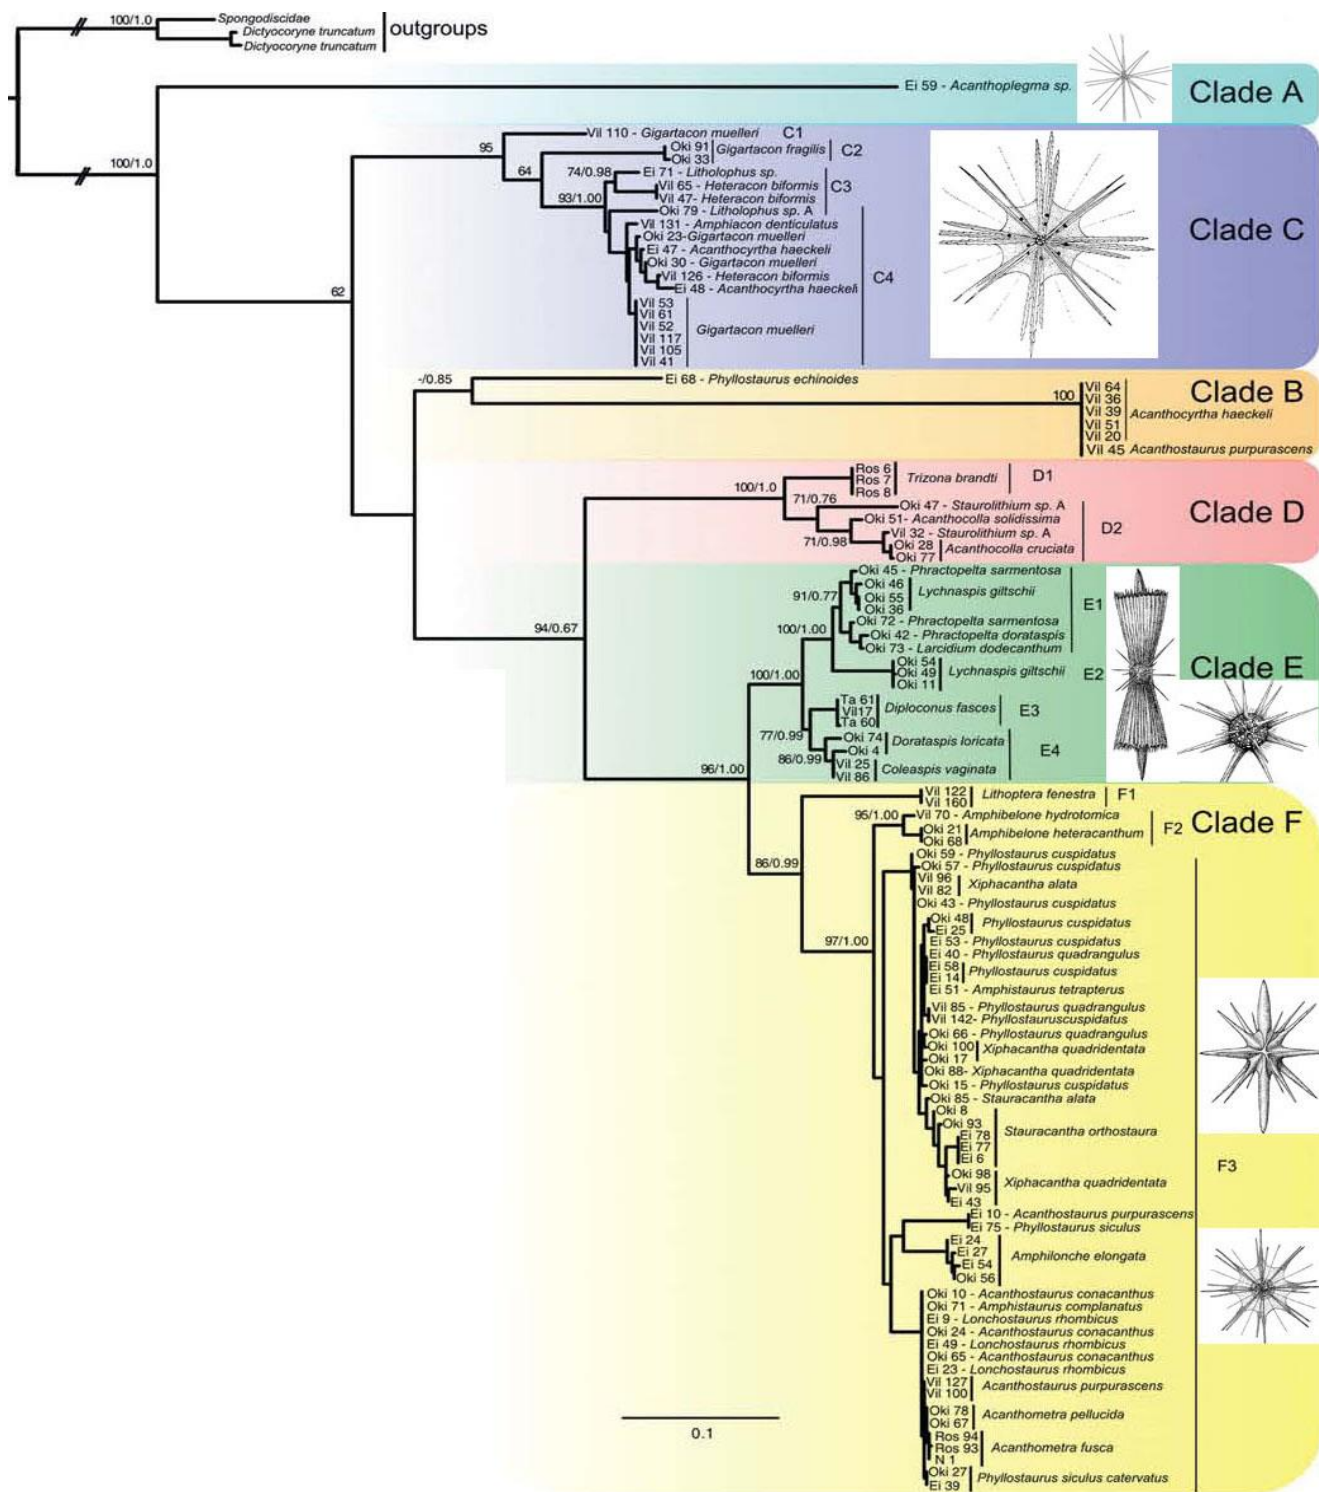 100/1.0
Spongodiscidae
Dictyocoryne truncatum
Dictyocoryne truncatum
outgroups
Ei 59 - Acanthoplegma sp.
Clade A
100/1.0
Vil 110 - Gigartacon muelleri C1
95
Oki 91
Oki 33
Gigartacon fragilis C2
64
74/0.98
Ei 71 - Litholophus sp.
Vil 65 - Heteracon biformis
Vil 47- Heteracon biformis
C3
93/1.00
Oki 79 - Litholophus sp. A
Vil 131 - Amphiacon denticulatus
Oki 23-Gigartacon muelleri
Ei 47 - Acanthocyrtha haeckeli
Oki 30 - Gigartacon muelleri
Vil 126 - Heteracon biformis
Ei 48 - Acanthocyrtha haeckeli
C4
Vil 53
Vil 61
Vil 52
Vil 117
Vil 105
Vil 41
Gigartacon muelleri
Clade C
62
-/0.85
Ei 68 - Phyllostaurus echinoides
100
Vil 64
Vil 36
Vil 39
Vil 51
Vil 20
Acanthocyrtha haeckeli
Vil 45 Acanthostaurus purpurascens
Clade B
100/1.0
Ros 6
Ros 7
Ros 8
Trizona brandti D1
71/0.76
Oki 47 - Staurolithium sp. A
Oki 51- Acanthocolla solidissima
Vil 32 - Staurolithium sp. A
71/0.98
Oki 28
Oki 77
Acanthocolla cruciata
D2
Clade D
94/0.67
Oki 45 - Phractopelta sarmentosa
91/0.77
Oki 46
Oki 55
Oki 36
Lychnaspis giltschii
E1
Oki 72 - Phractopelta sarmentosa
Oki 42 - Phractopelta dorataspis
Oki 73 - Larcidium dodecanthum
100/1.00
Oki 54
Oki 49
Oki 11
Lychnaspis giltschii E2
100/1.00
Ta 61
Vil17
Ta 60
Diploconus fasces E3
77/0.99
Oki 74
Oki 4
Dorataspis loricata
86/0.99
Vil 25
Vil 86
Coleaspis vaginata
E4
Clade E
96/1.00
Vil 122
Vil 160
Lithoptera fenestra F1
95/1.00
Vil 70 - Amphibelone hydrotomica
Oki 21
Oki 68
Amphibelone heteracanthum
F2
Clade F
86/0.99
97/1.00
Oki 59 - Phyllostaurus cuspidatus
Oki 57 - Phyllostaurus cuspidatus
Vil 96
Vil 82
Xiphacantha alata
Oki 43 - Phyllostaurus cuspidatus
Oki 48
Ei 25
Phyllostaurus cuspidatus
Ei 53 - Phyllostaurus cuspidatus
Ei 40 - Phyllostaurus quadrangulus
Ei 58
Ei 14
Phyllostaurus cuspidatus
Ei 51 - Amphistaurus tetrapterus
Vil 85 - Phyllostaurus quadrangulus
Vil 142- Phyllostauruscuspidatus
Oki 66 - Phyllostaurus quadrangulus
Oki 100
Oki 17
Xiphacantha quadridentata
Oki 88- Xiphacantha quadridentata
Oki 15 - Phyllostaurus cuspidatus
Oki 85 - Stauracantha alata
Oki 8
Oki 93
Ei 78
Ei 77
Ei 6
Stauracantha orthostaura
F3
Oki 98
Vil 95
Ei 43
Xiphacantha quadridentata
Ei 10 - Acanthostaurus purpurascens
Ei 75 - Phyllostaurus siculus
Ei 24
Ei 27
Ei 54
Oki 56
Amphilonche elongata
Oki 10 - Acanthostaurus conacanthus
Oki 71 - Amphistaurus complanatus
Ei 9 - Lonchostaurus rhombicus
Oki 24 - Acanthostaurus conacanthus
Ei 49 - Lonchostaurus rhombicus
Oki 65 - Acanthostaurus conacanthus
Ei 23 - Lonchostaurus rhombicus
Vil 127
Vil 100
Acanthostaurus purpurascens
Oki 78
Oki 67
Acanthometra pellucida
Ros 94
Ros 93
N 1
Acanthometra fusca
Oki 27
Ei 39
Phyllostaurus siculus catervatus
0.1